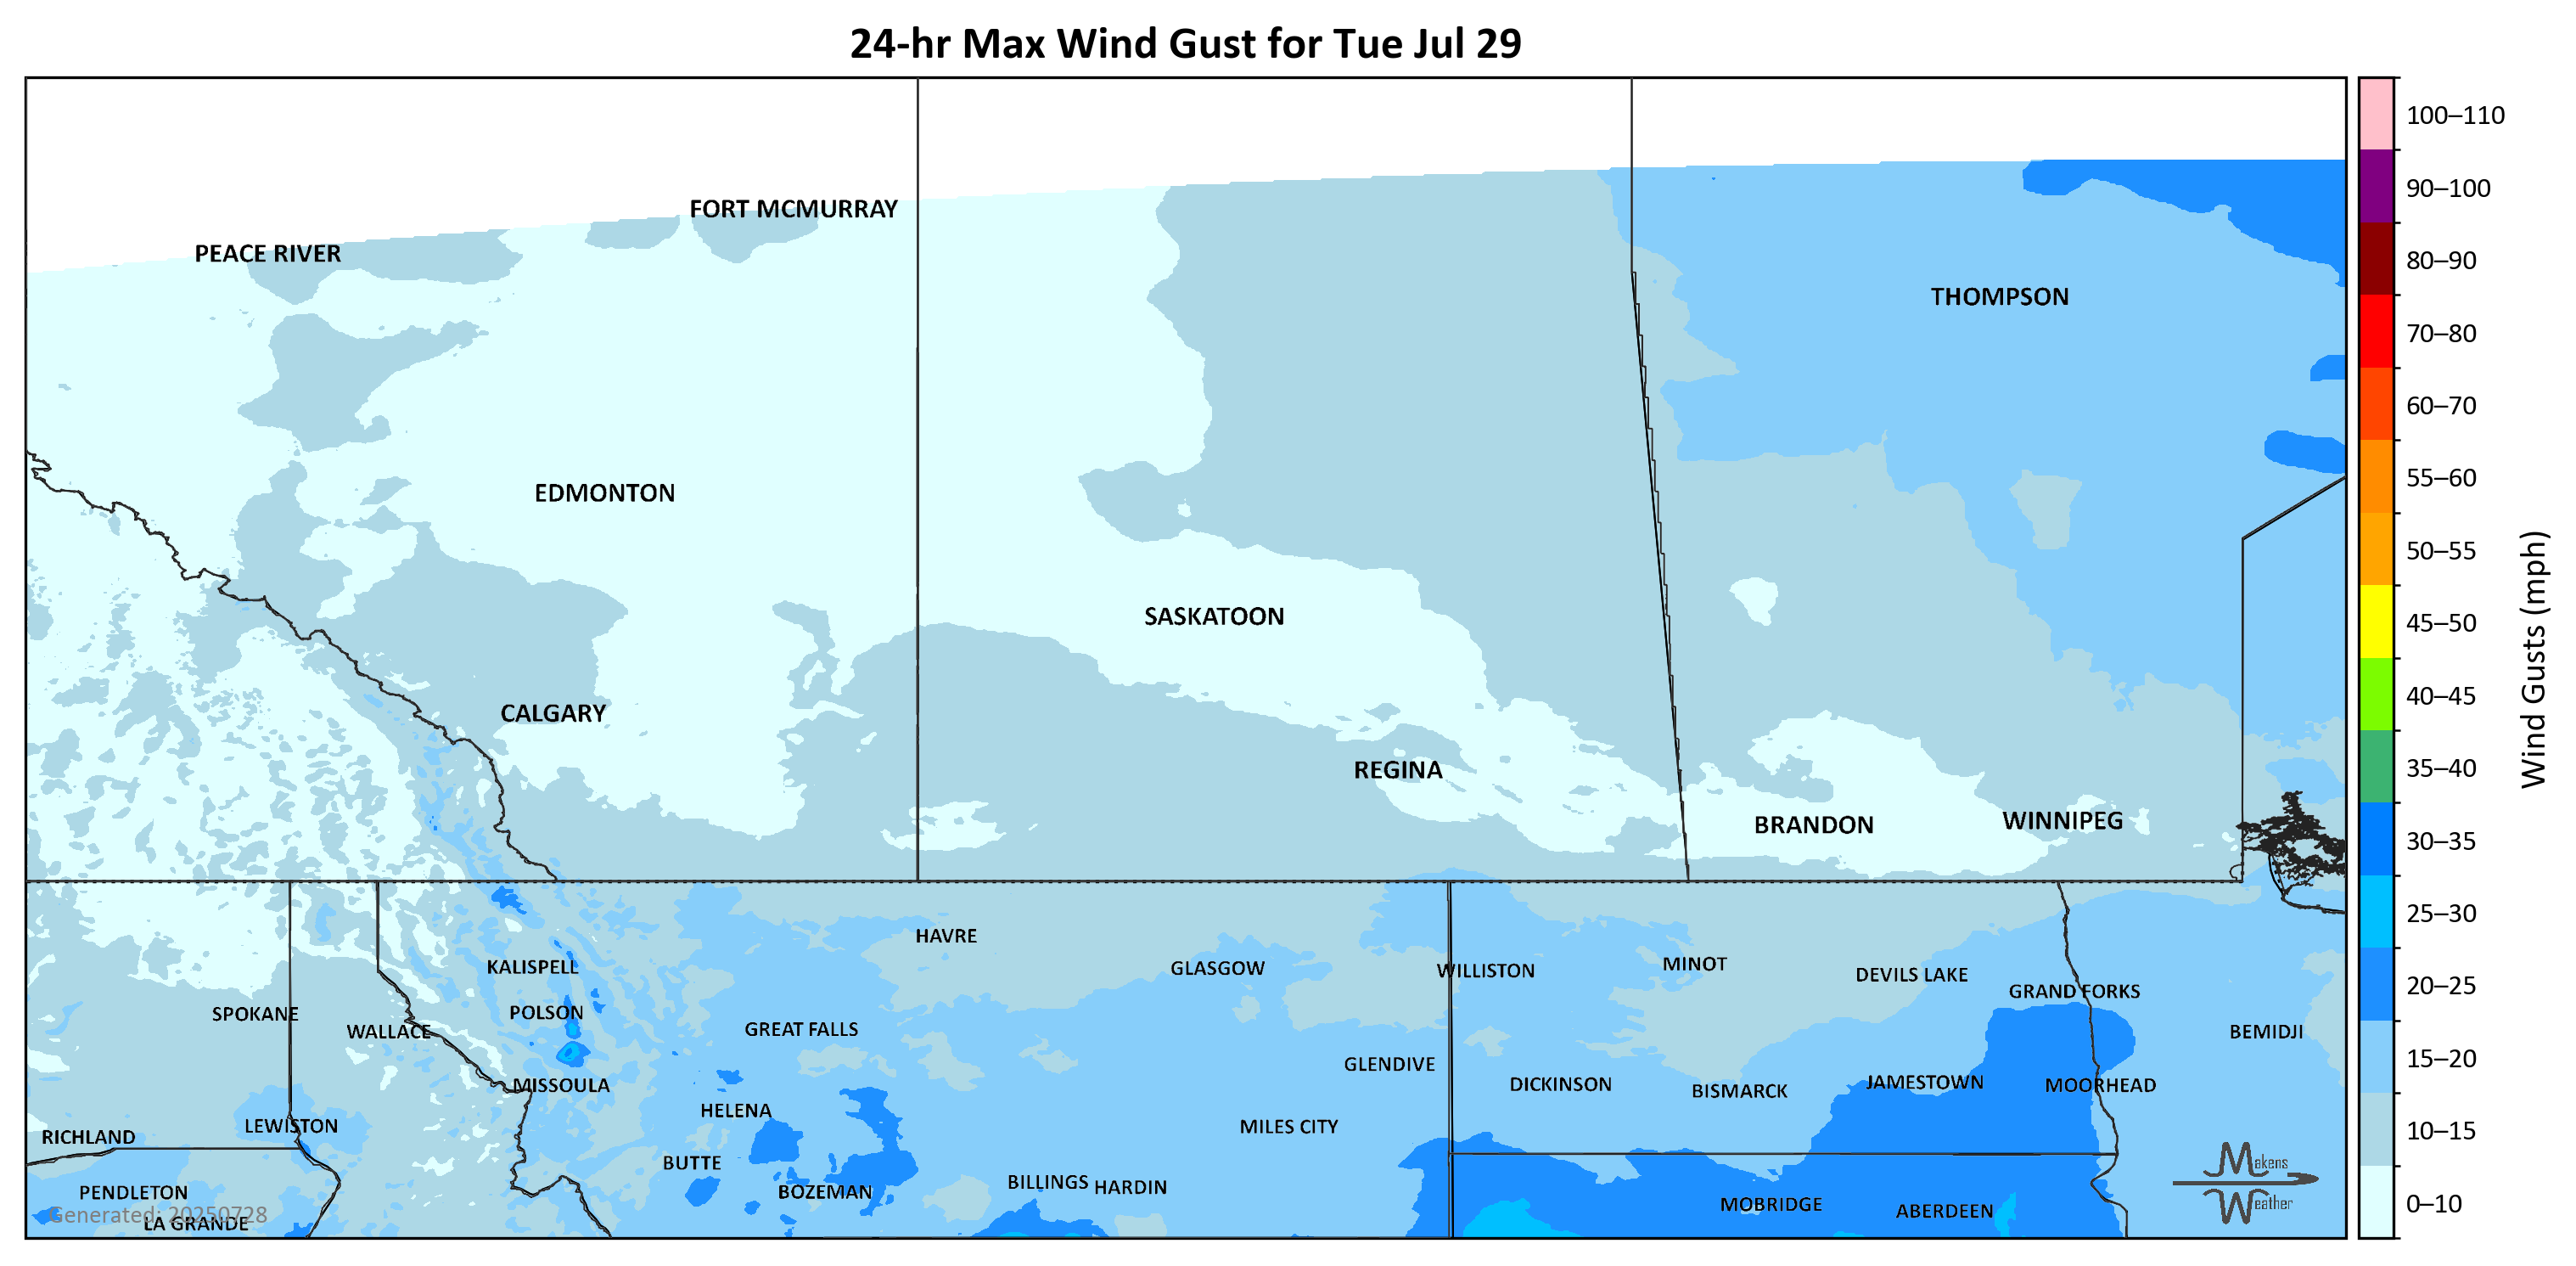 24-hr Max Wind Gust for Tue Jul 29
FORT MCMURRAY
PEACE RIVER
THOMPSON
EDMONTON
SASKATOON
CALGARY
REGINA
BRANDON
WINNIPEG
HAVRE
KALISPELL
GLASGOW
WILLISTON
MINOT
DEVILS LAKE
GRAND FORKS
SPOKANE
POLSON
WALLACE
GREAT FALLS
BEMIDJI
GLENDIVE
MISSOULA
DICKINSON
BISMARCK
JAMESTOWN
MOORHEAD
HELENA
LEWISTON
MILES CITY
RICHLAND
BUTTE
PENDLETON
BOZEMAN
BILLINGS
HARDIN
MOBRIDGE
ABERDEEN
Generated: 20250728
LA GRANDE
Makens
Weather
100–110
90–100
80–90
70–80
60–70
55–60
50–55
45–50
40–45
35–40
30–35
25–30
20–25
15–20
10–15
0–10
Wind Gusts (mph)